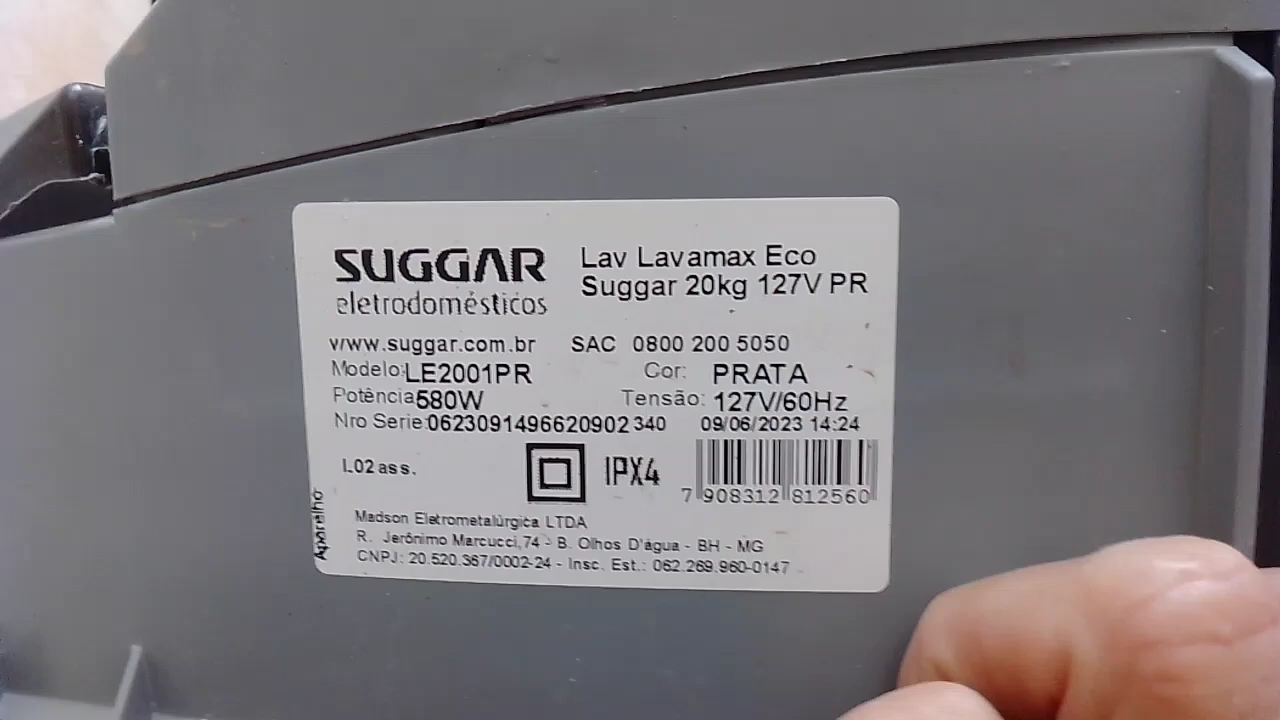 SUGGAR
eletrodomésticos
Lav Lavamax Eco
Suggar 20kg 127V PR
www.suggar.com.br SAC 0800 200 5050
Modelo: LE2001PR Cor: PRATA
Potência 580W Tensão: 127V/60Hz
Nro Serie: 0623091496620902 340 09/06/2023 14:24
L02 ass. IPX4
7 908312 812560
Aparelho
Madson Eletrometalúrgica LTDA
R. Jerônimo Marcucci,74 - B. Olhos D'água - BH - MG
CNPJ: 20.520.367/0002-24 - Insc. Est.: 062.269.960-0147